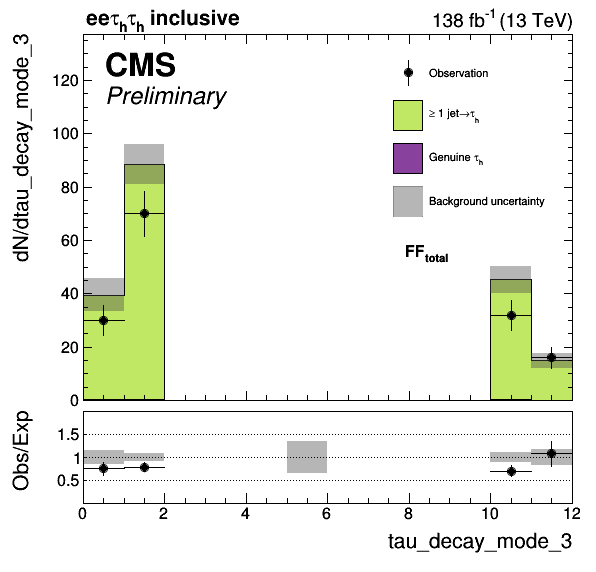 eeτhτh inclusive
138 fb-1 (13 TeV)
CMS
Preliminary
Observation
≥ 1 jet→τh
Genuine τh
Background uncertainty
FFtotal
dN/dtau_decay_mode_3
120
100
80
60
40
20
0
Obs/Exp
1.5
1
0.5
0 2 4 6 8 10 12
tau_decay_mode_3